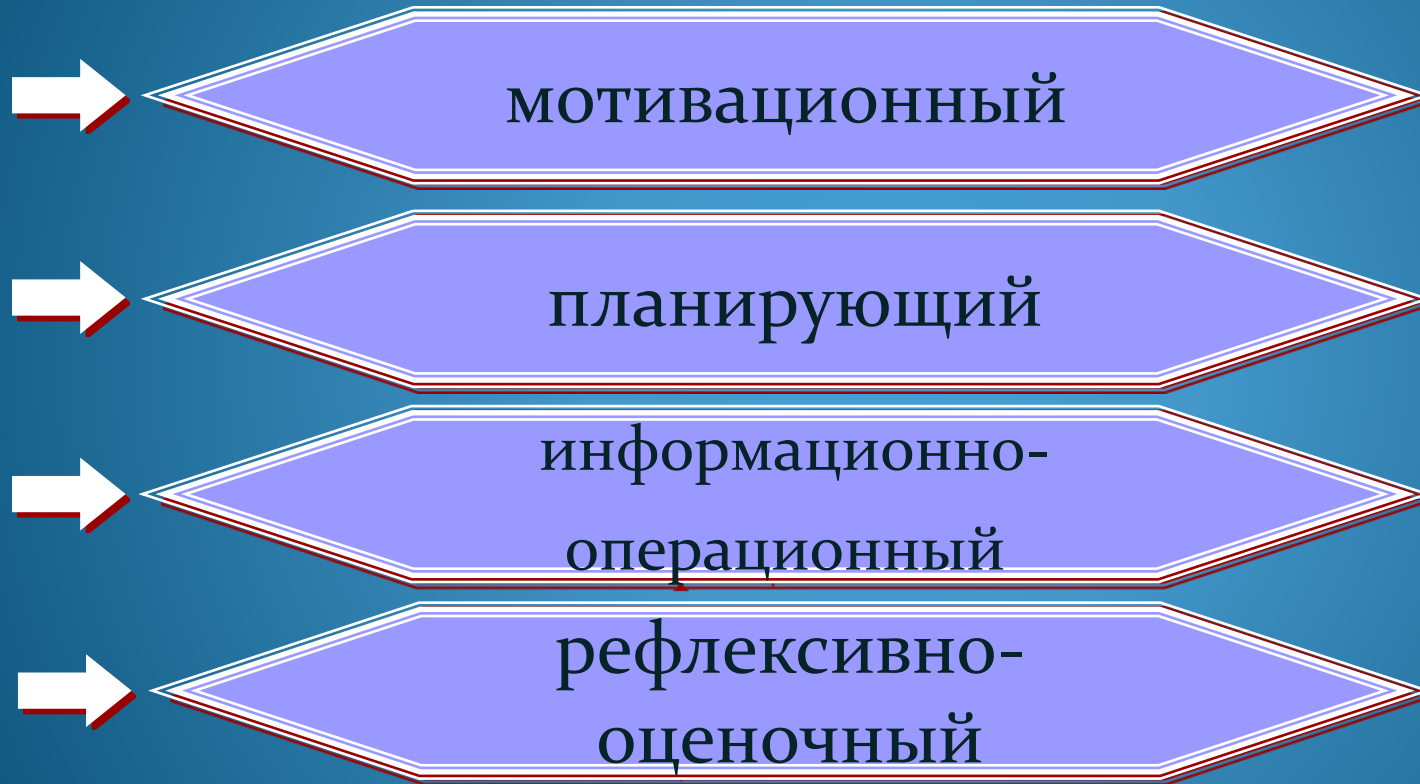 мотивационный
планирующий
информационно-
операционный
рефлексивно-
оценочный